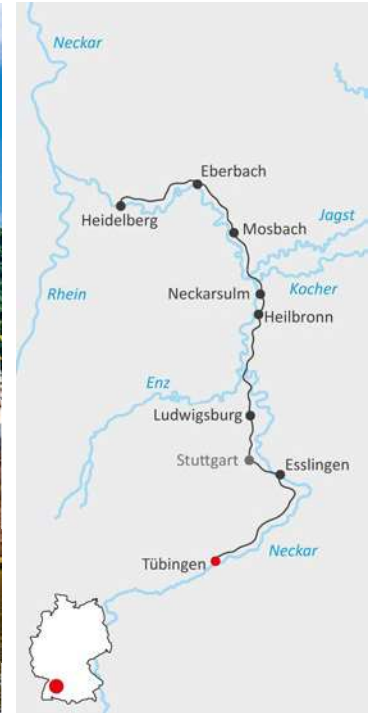 Neckar
Eberbach
Heidelberg
Mosbach
Jagst
Rhein
Neckarsulm
Kocher
Heilbronn
Enz
Ludwigsburg
Stuttgart
Esslingen
Neckar
Tübingen